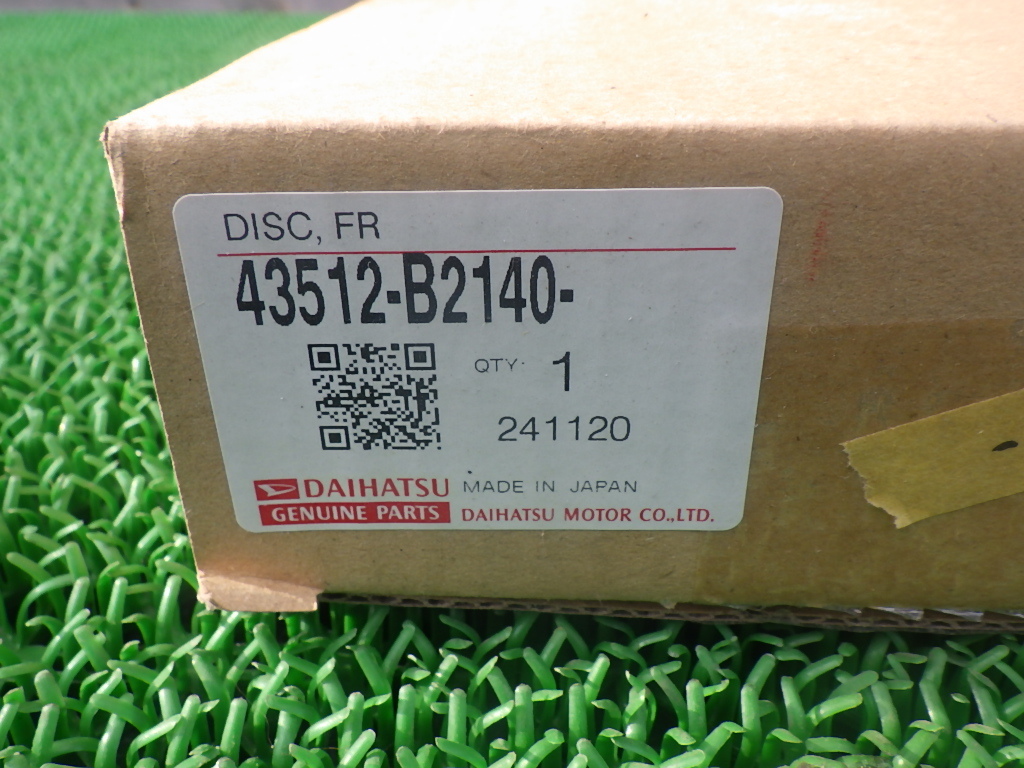 DISC, FR
43512-B2140-
QTY 1
241120
DAIHATSU MADE IN JAPAN
GENUINE PARTS DAIHATSU MOTOR CO.,LTD.